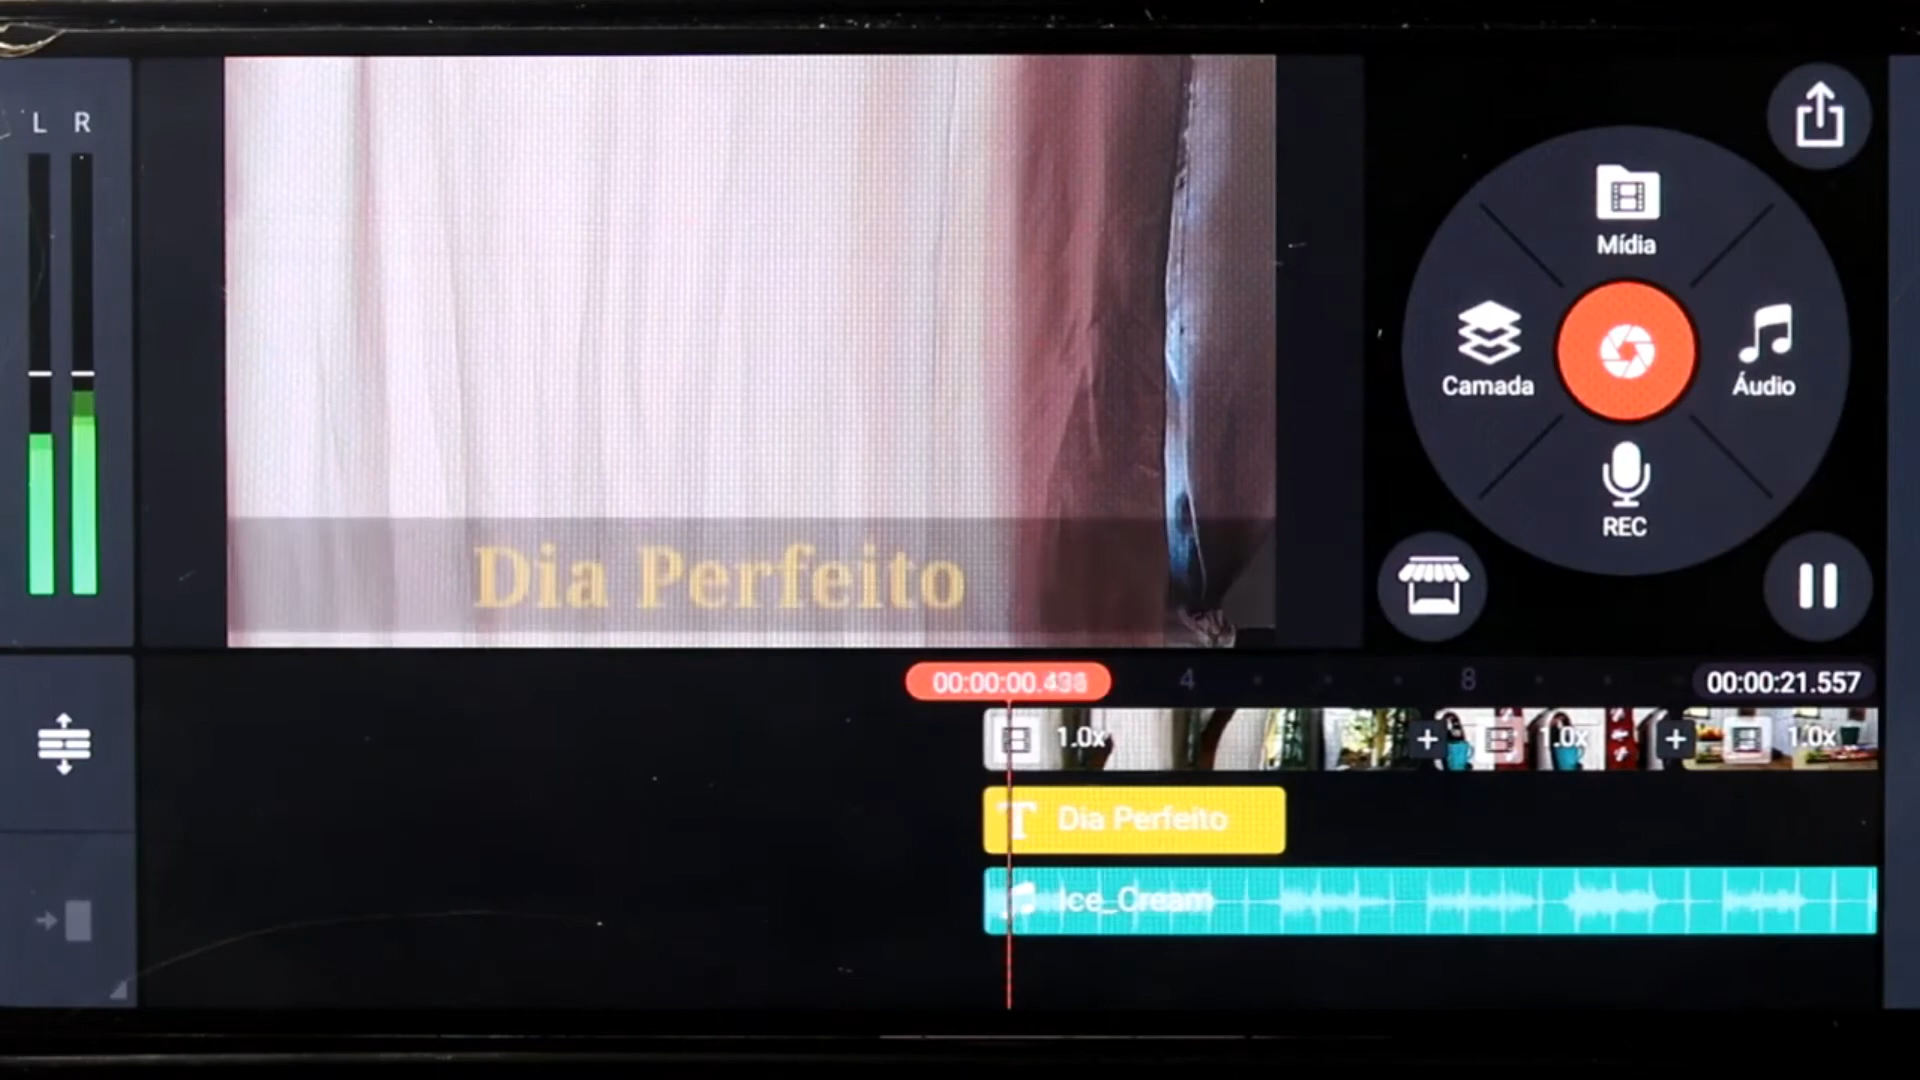 L R
Mídia
Camada
Áudio
REC
Dia Perfeito
00:00:00.436
4
8
00:00:21.557
1.0x
1.0x
1.0x
Dia Perfeito
Ice_Cream